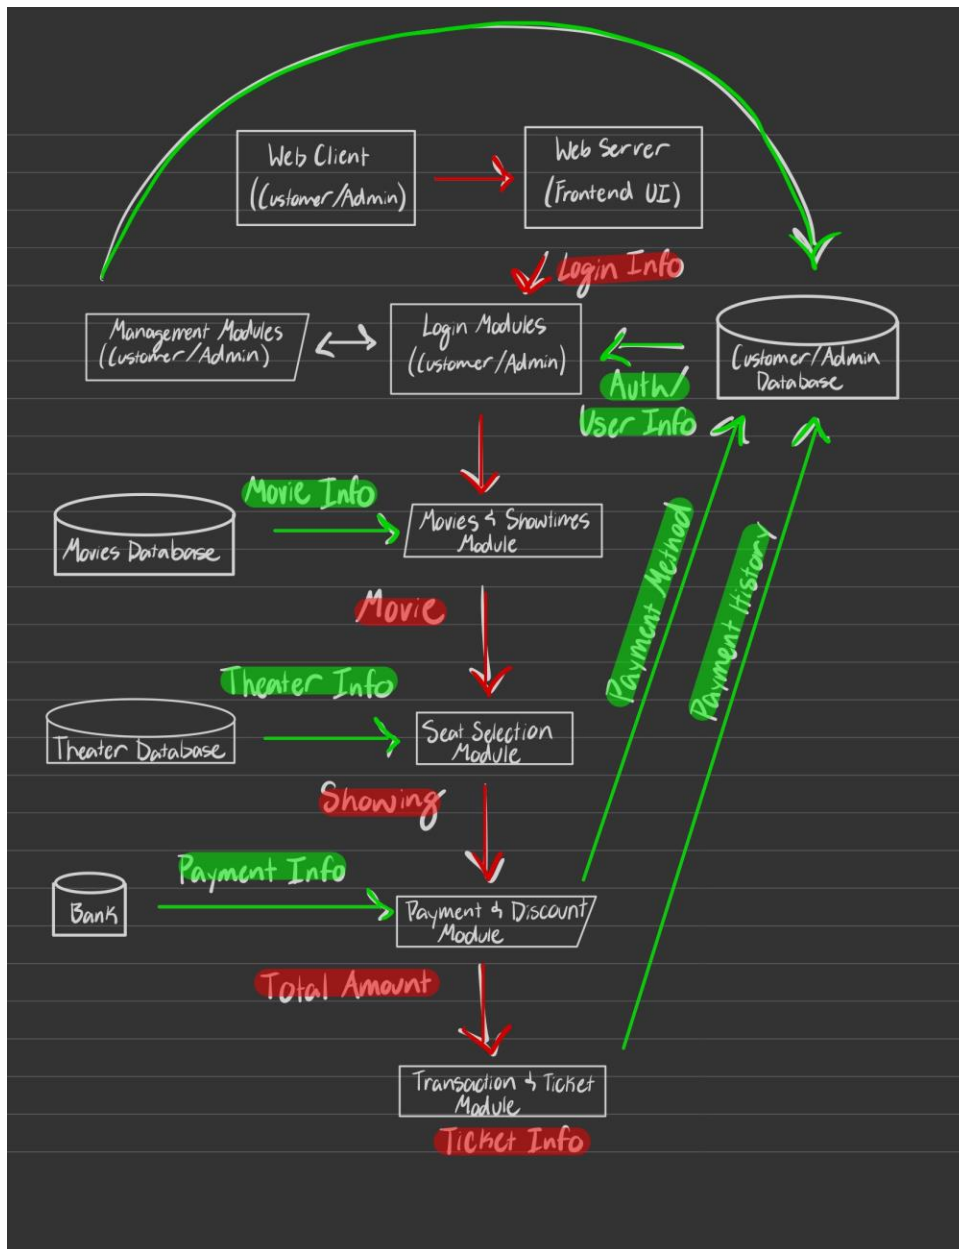 Web Client
(Customer/Admin)
Web Server
(Frontend UI)
Login Info
Management Modules
(Customer/Admin)
Login Modules
(Customer/Admin)
Customer/Admin
Database
Auth/
User Info
Movie Info
Movies Database
Movies & Showtimes
Module
Movie
Payment Method
Payment History
Theater Info
Theater Database
Seat Selection
Module
Showing
Payment Info
Bank
Payment & Discount
Module
Total Amount
Transaction & Ticket
Module
Ticket Info